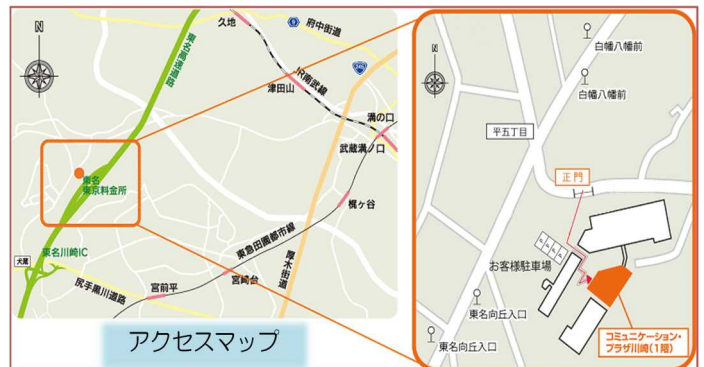 N
久地
府中街道
東名高速道路
JR南武線
津田山
246
溝の口
武蔵溝ノ口
東名
東京料金所
梶ヶ谷
東急田園都市線
東名川崎IC
犬蔵
厚木街道
宮崎台
宮前平
尻手黒川道路
アクセスマップ
N
白幡八幡前
白幡八幡前
平五丁目
正門
お客様駐車場
東名向丘入口
東名向丘入口
コミュニケーション・
プラザ川崎(1階)